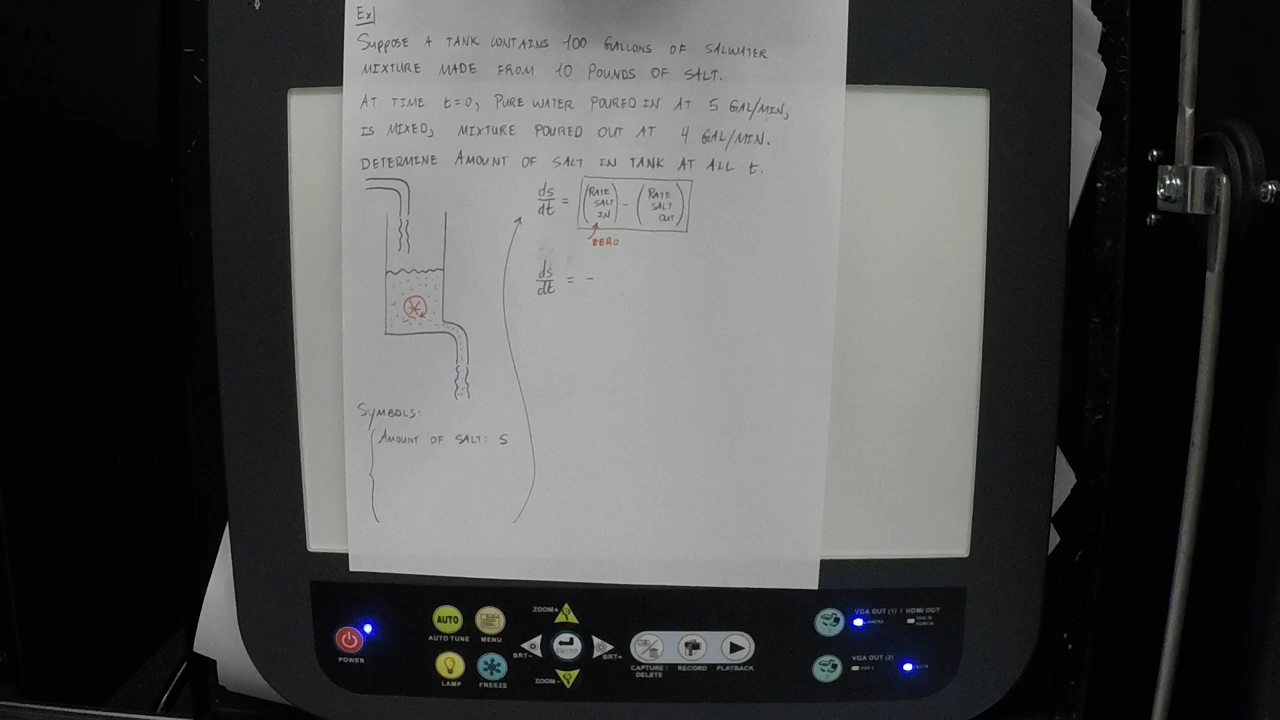 Ex
SUPPOSE A TANK CONTAINS 100 GALLONS OF SALWATER
MIXTURE MADE FROM 10 POUNDS OF SALT.
AT TIME t=0, PURE WATER POURED IN AT 5 GAL/MIN,
IS MIXED, MIXTURE POURED OUT AT 4 GAL/MIN.
DETERMINE AMOUNT OF SALT IN TANK AT ALL t.
ds/dt = (RATE SALT IN) - (RATE SALT OUT)
ZERO
ds/dt = -
SYMBOLS:
AMOUNT OF SALT: S
POWER
AUTO
AUTO TUNE
MENU
LAMP
FREEZE
ZOOM+
BRT-
ENTER
BRT+
ZOOM-
CAPTURE / DELETE
RECORD
PLAYBACK
VGA OUT (1) / HDMI OUT
VGA OUT (2)